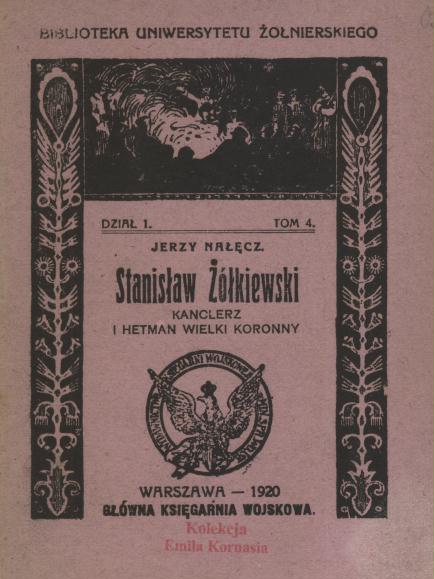 BIBLIOTEKA UNIWERSYTETU ŻOŁNIERSKIEGO
DZIAŁ 1. TOM 4.
JERZY NAŁĘCZ.
Stanisław Żółkiewski
KANCLERZ
I HETMAN WIELKI KORONNY
WARSZAWA — 1920
GŁÓWNA KSIĘGARNIA WOJSKOWA.
Kolekcja
Emila Kornasia